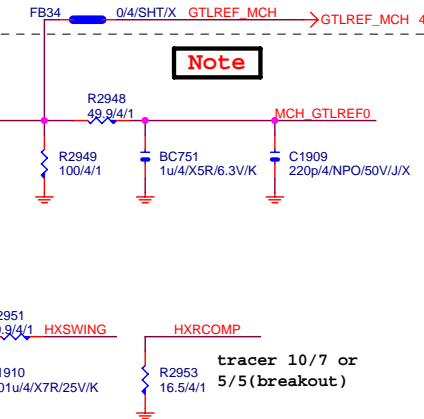 FB34 0/4/SHT/X GTLREF_MCH GTLREF_MCH 4
Note
R2948
49.9/4/1 MCH_GTLREF0
R2949
100/4/1
BC751
1u/4/X5R/6.3V/K
C1909
220p/4/NPO/50V/J/X
2951
9.9/4/1 HXSWING
HXRCOMP
1910
01u/4/X7R/25V/K
R2953
16.5/4/1
tracer 10/7 or
5/5(breakout)